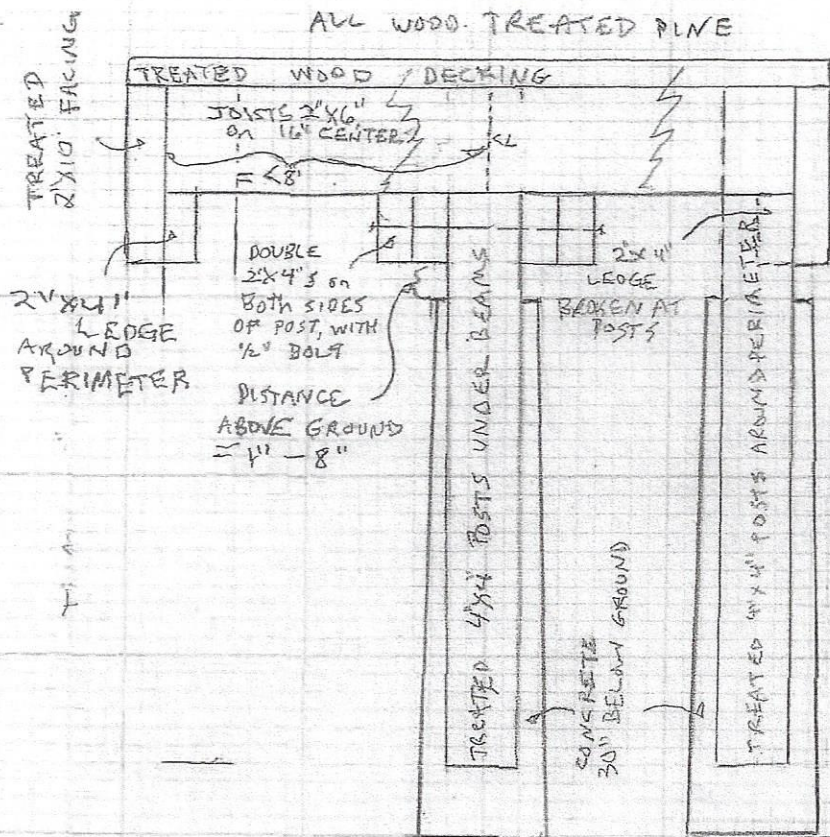 ALL WOOD TREATED PINE
TREATED
2"X10" FACING
TREATED WOOD DECKING
JOISTS 2"X6"
on 16" CENTER
= <8'
DOUBLE
2"X4"s on
BOTH SIDES
OF POST, WITH
1/2" BOLT
2"X4"
LEDGE
BROKEN AT
POSTS
2"X4"
LEDGE
AROUND
PERIMETER
DISTANCE
ABOVE GROUND
= 1" - 8"
TREATED 4"X4" POSTS UNDER BEAMS
CONCRETE
30" BELOW GROUND
TREATED 4"X4" POSTS AROUND PERIMETER